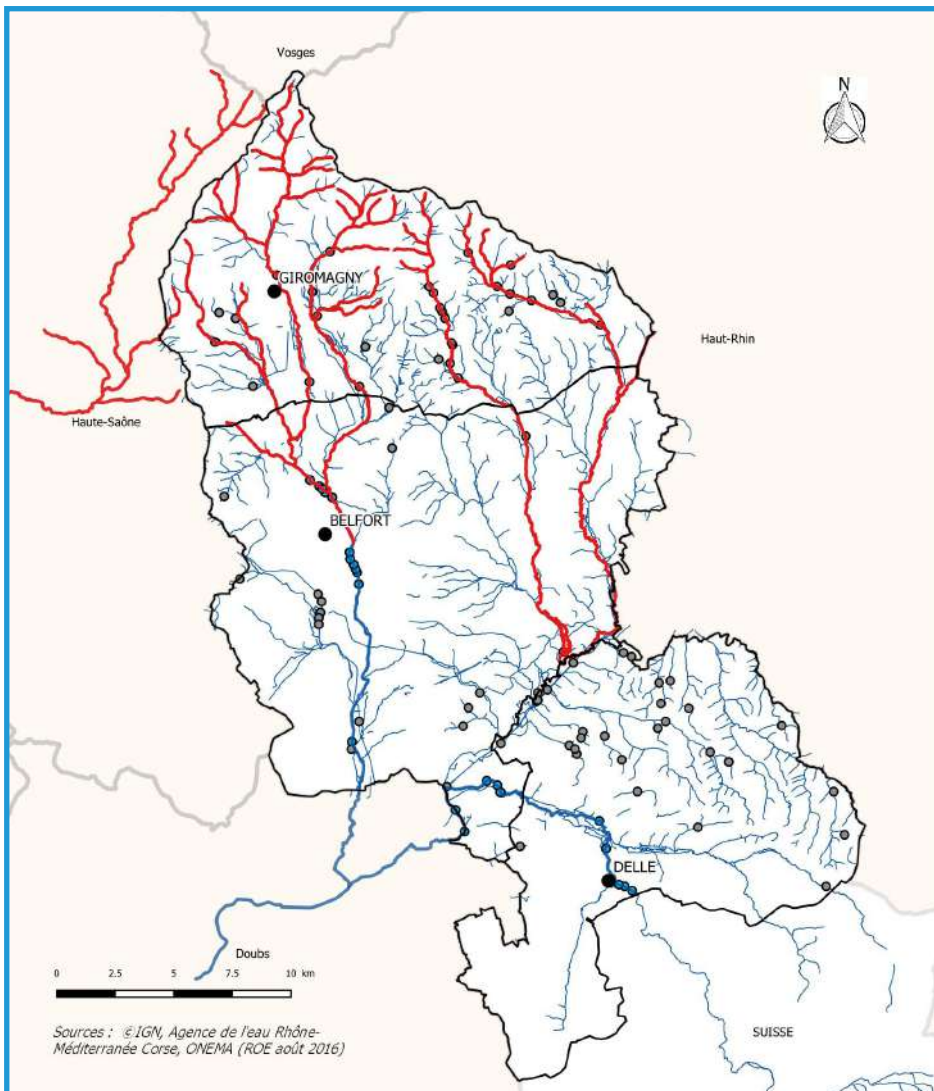 Vosges
N
GIROMAGNY
Haut-Rhin
Haute-Saône
BELFORT
DELLE
Doubs
0 2.5 5 7.5 10 km
SUISSE
Sources : ©IGN, Agence de l'eau Rhône-
Méditerranée Corse, ONEMA (ROE août 2016)